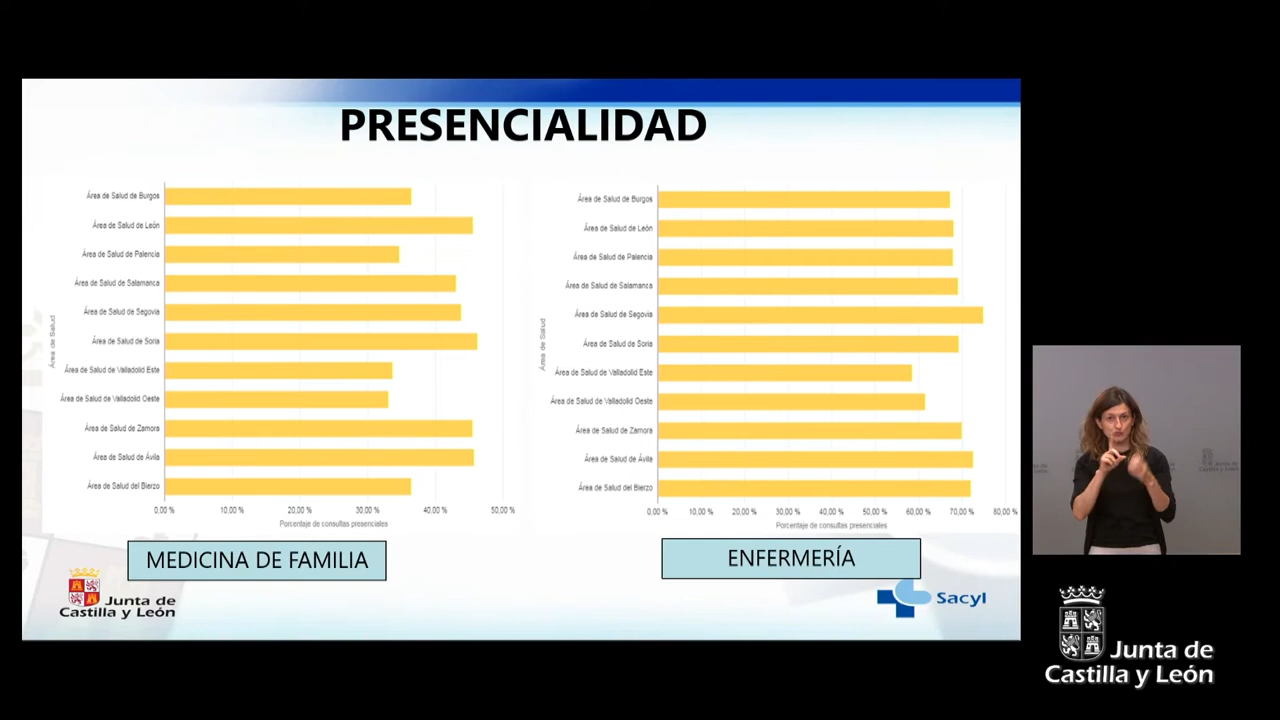 PRESENCIALIDAD
Área de Salud
Área de Salud de Burgos
Área de Salud de León
Área de Salud de Palencia
Área de Salud de Salamanca
Área de Salud de Segovia
Área de Salud de Soria
Área de Salud de Valladolid Este
Área de Salud de Valladolid Oeste
Área de Salud de Zamora
Área de Salud de Ávila
Área de Salud del Bierzo
0.00 % 10.00 % 20.00 % 30.00 % 40.00 % 50.00 %
Porcentaje de consultas presenciales
MEDICINA DE FAMILIA
Área de Salud
Área de Salud de Burgos
Área de Salud de León
Área de Salud de Palencia
Área de Salud de Salamanca
Área de Salud de Segovia
Área de Salud de Soria
Área de Salud de Valladolid Este
Área de Salud de Valladolid Oeste
Área de Salud de Zamora
Área de Salud de Ávila
Área de Salud del Bierzo
0.00 % 10.00 % 20.00 % 30.00 % 40.00 % 50.00 % 60.00 % 70.00 % 80.00 %
Porcentaje de consultas presenciales
ENFERMERÍA
Junta de
Castilla y León
Sacyl
Junta de
Castilla y León